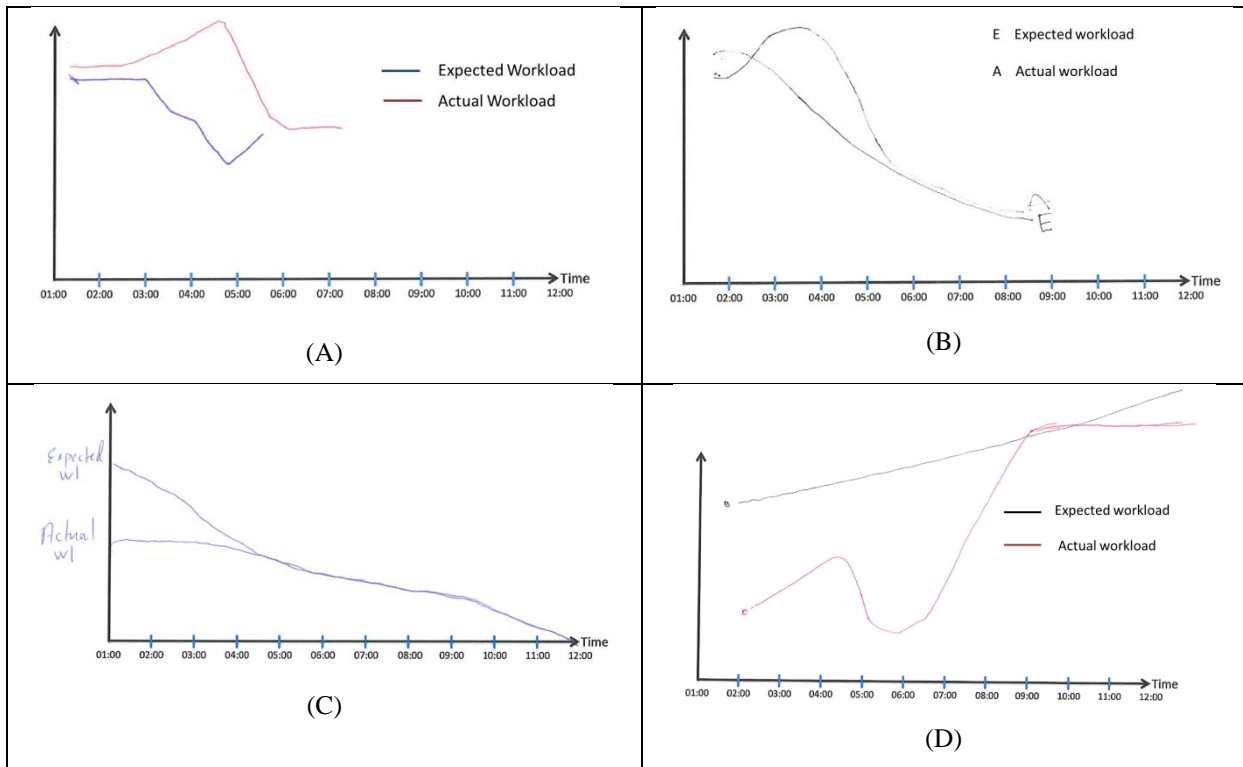 Expected Workload
Actual Workload
Time
01:00 02:00 03:00 04:00 05:00 06:00 07:00 08:00 09:00 10:00 11:00 12:00
(A)
E Expected workload
A Actual workload
A
E
Time
01:00 02:00 03:00 04:00 05:00 06:00 07:00 08:00 09:00 10:00 11:00 12:00
(B)
Expected
wl
Actual
wl
Time
01:00 02:00 03:00 04:00 05:00 06:00 07:00 08:00 09:00 10:00 11:00 12:00
(C)
Expected workload
Actual workload
Time
01:00 02:00 03:00 04:00 05:00 06:00 07:00 08:00 09:00 10:00 11:00 12:00
(D)